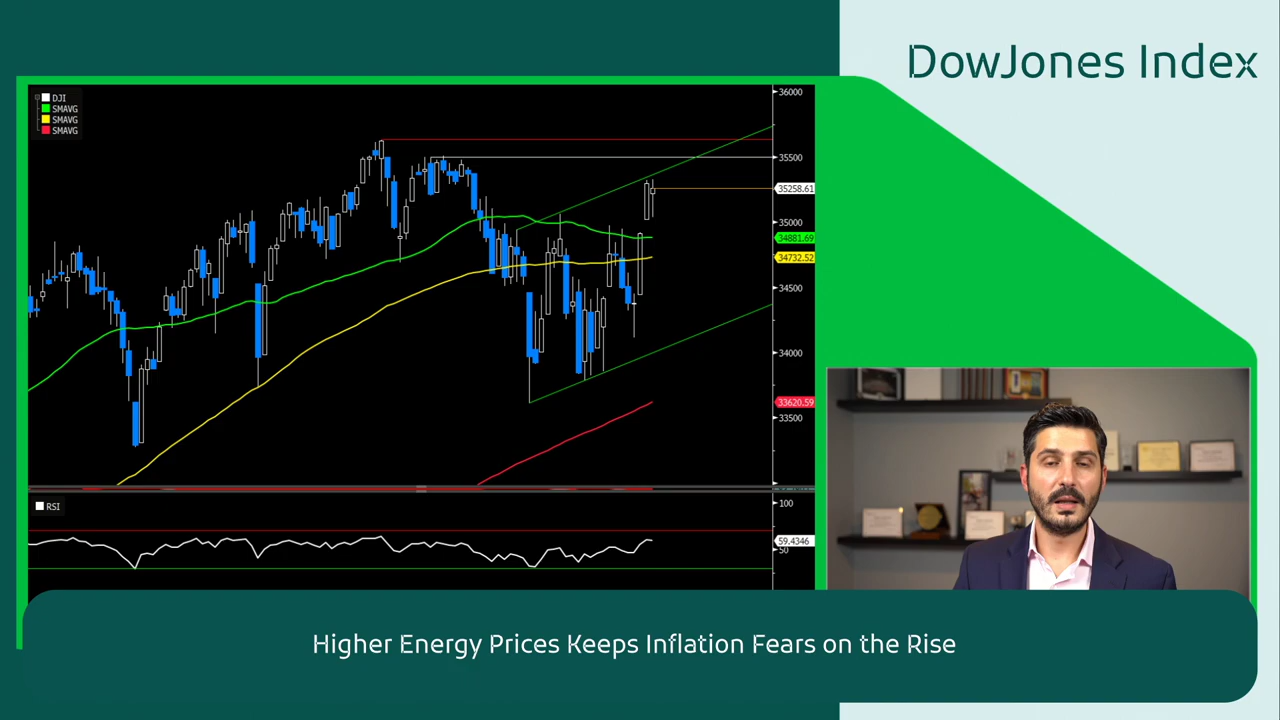 DowJones Index
DJI
SMAVG
SMAVG
SMAVG
36000
35500
35258.61
35000
34881.69
34732.52
34500
34000
33620.59
33500
RSI
100
59.4346
50
Higher Energy Prices Keeps Inflation Fears on the Rise